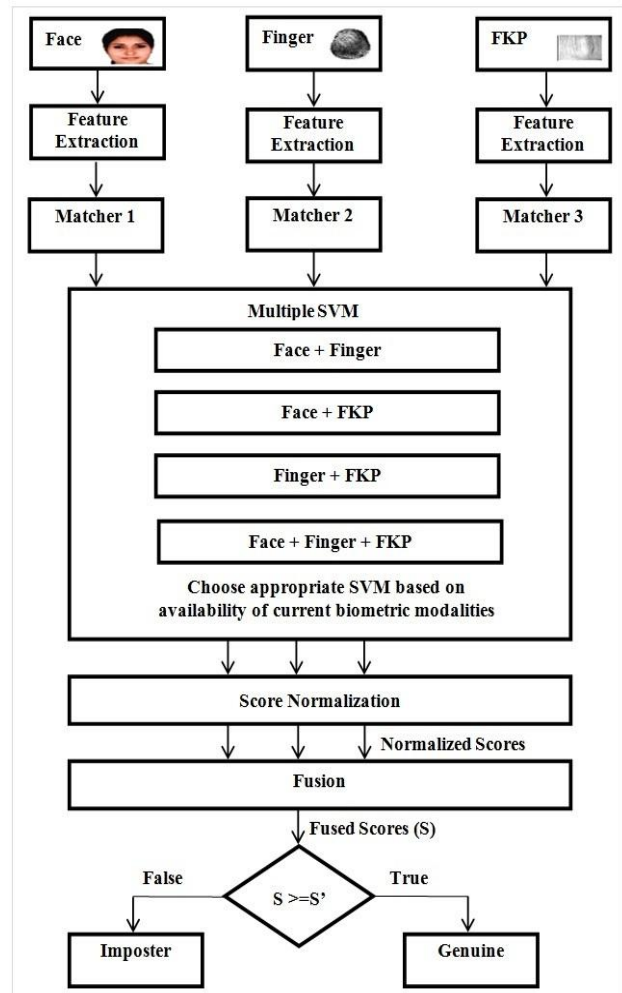 Face
Finger
FKP
Feature
Extraction
Feature
Extraction
Feature
Extraction
Matcher 1
Matcher 2
Matcher 3
Multiple SVM
Face + Finger
Face + FKP
Finger + FKP
Face + Finger + FKP
Choose appropriate SVM based on
availability of current biometric modalities
Score Normalization
Normalized Scores
Fusion
Fused Scores (S)
False
True
S >=S’
Imposter
Genuine